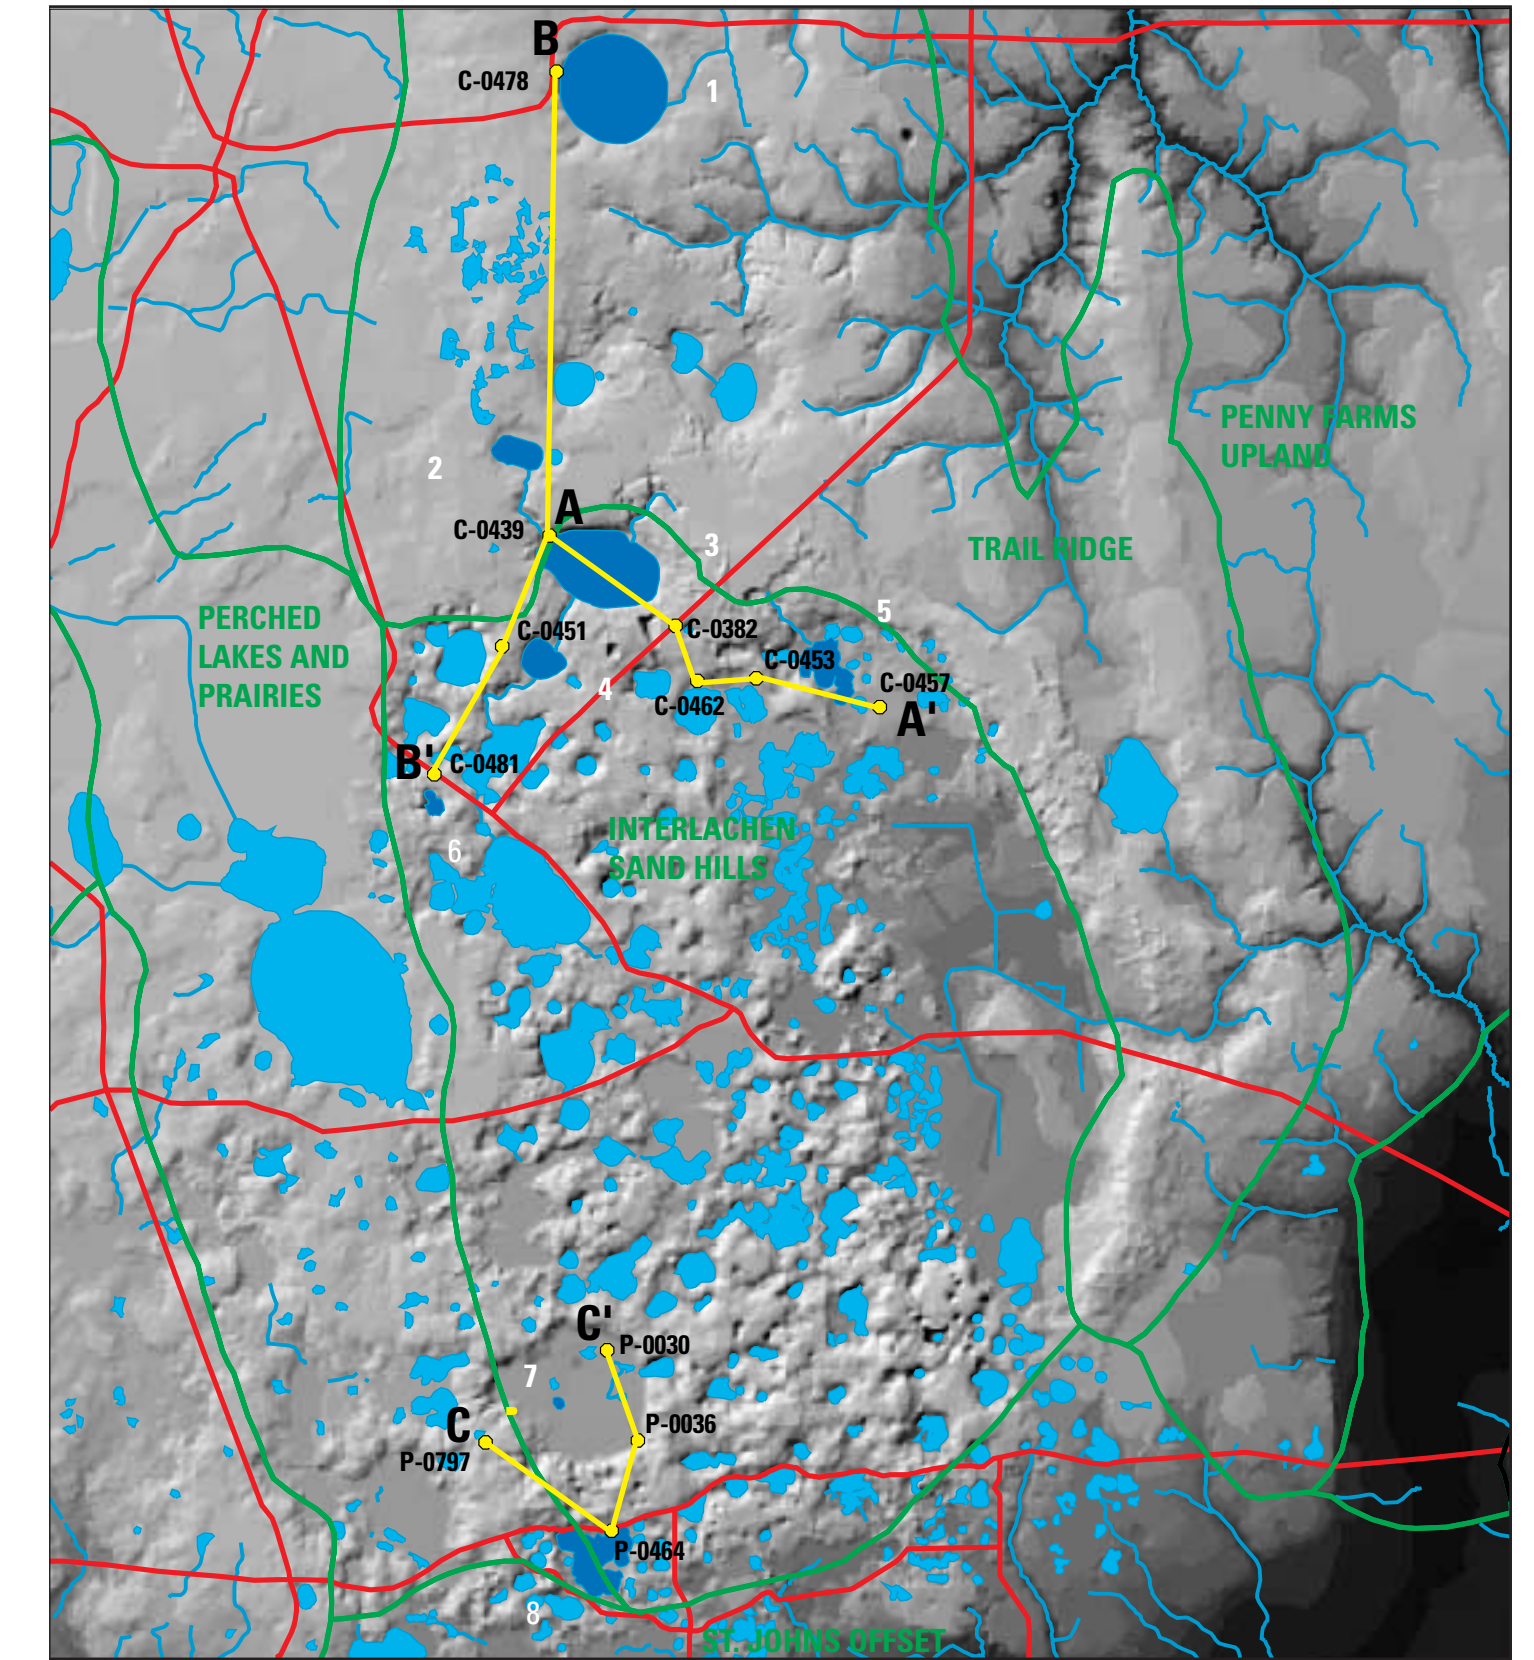 B
C-0478
1
PENNY FARMS
UPLAND
2
A
C-0439
3
TRAIL RIDGE
5
PERCHED
LAKES AND
PRAIRIES
C-0451
C-0382
C-0453
4
C-0462
C-0457
A'
B'
C-0481
INTERLACHEN
SAND HILLS
6
C'
P-0030
7
C
P-0036
P-0797
P-0464
8
ST. JOHNS OFFSET